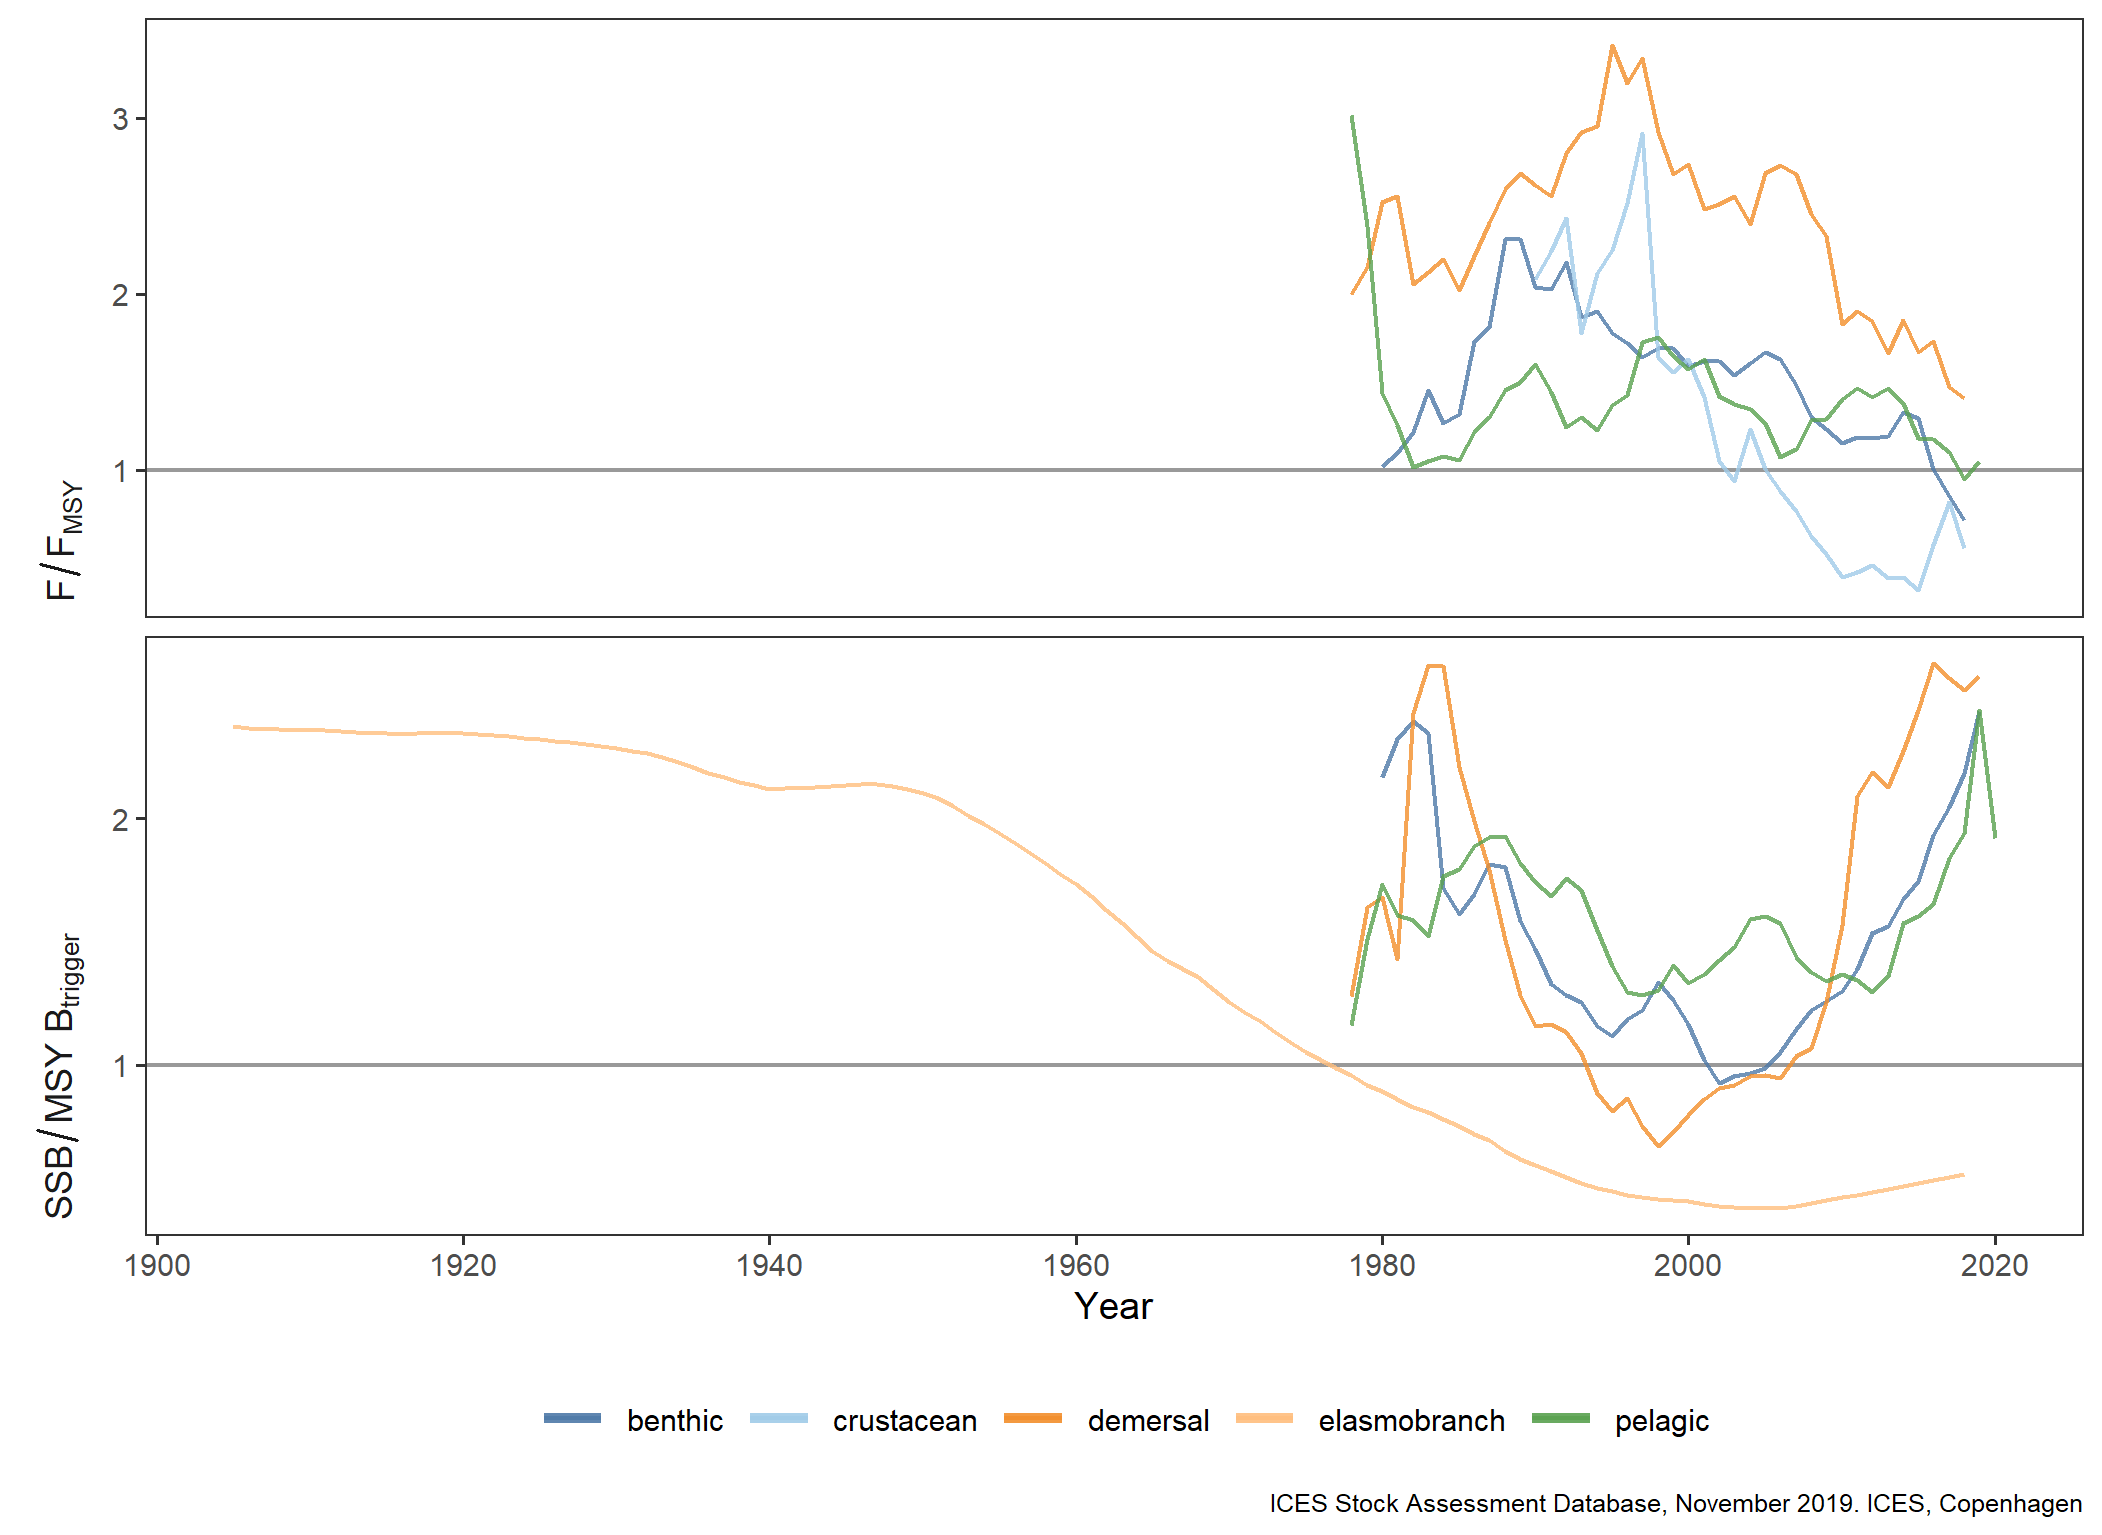 3
2
1
F/F_MSY
2
1
SSB/MSY B_trigger
1900 1920 1940 1960 1980 2000 2020
Year
benthic crustacean demersal elasmobranch pelagic
ICES Stock Assessment Database, November 2019. ICES, Copenhagen